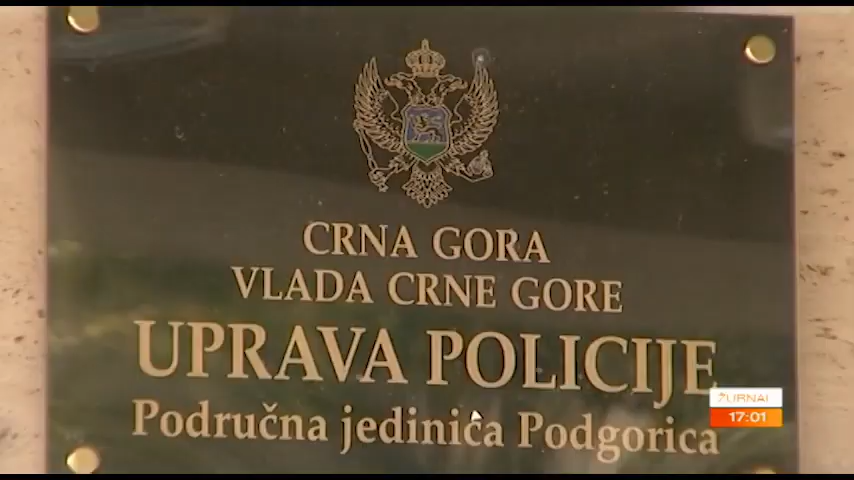 CRNA GORA
VLADA CRNE GORE
UPRAVA POLICIJE
Područna jedinica Podgorica
ŽURNAL
17:01